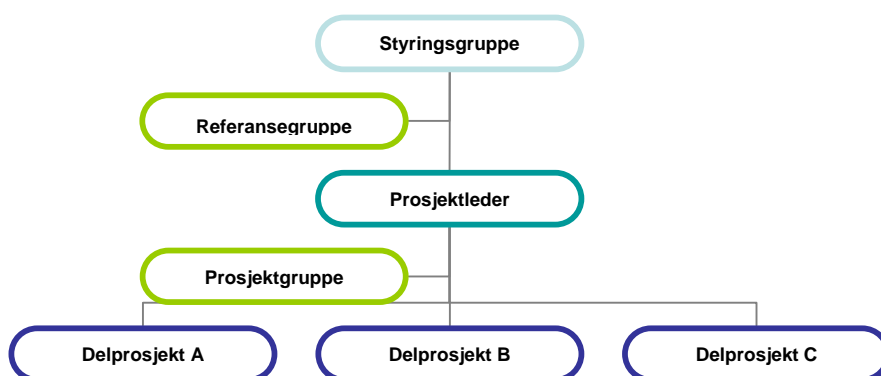 Styringsgruppe
Referansegruppe
Prosjektleder
Prosjektgruppe
Delprosjekt A
Delprosjekt B
Delprosjekt C